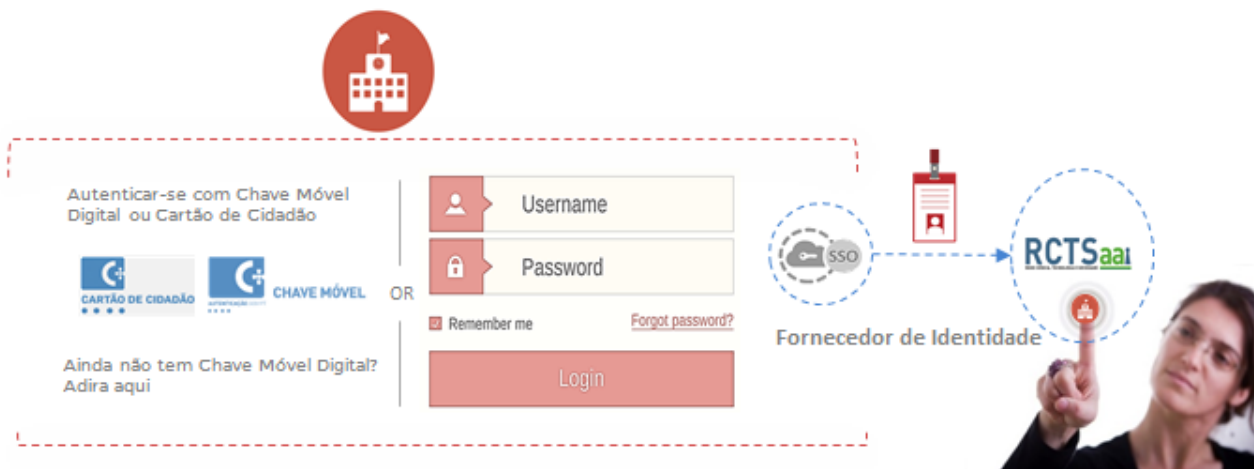 Autenticar-se com Chave Móvel
Digital ou Cartão de Cidadão
CARTÃO DE CIDADÃO
CHAVE MÓVEL
Ainda não tem Chave Móvel Digital?
Adira aqui
OR
Username
Password
Remember me
Forgot password?
Login
SSO
Fornecedor de Identidade
RCTSaai